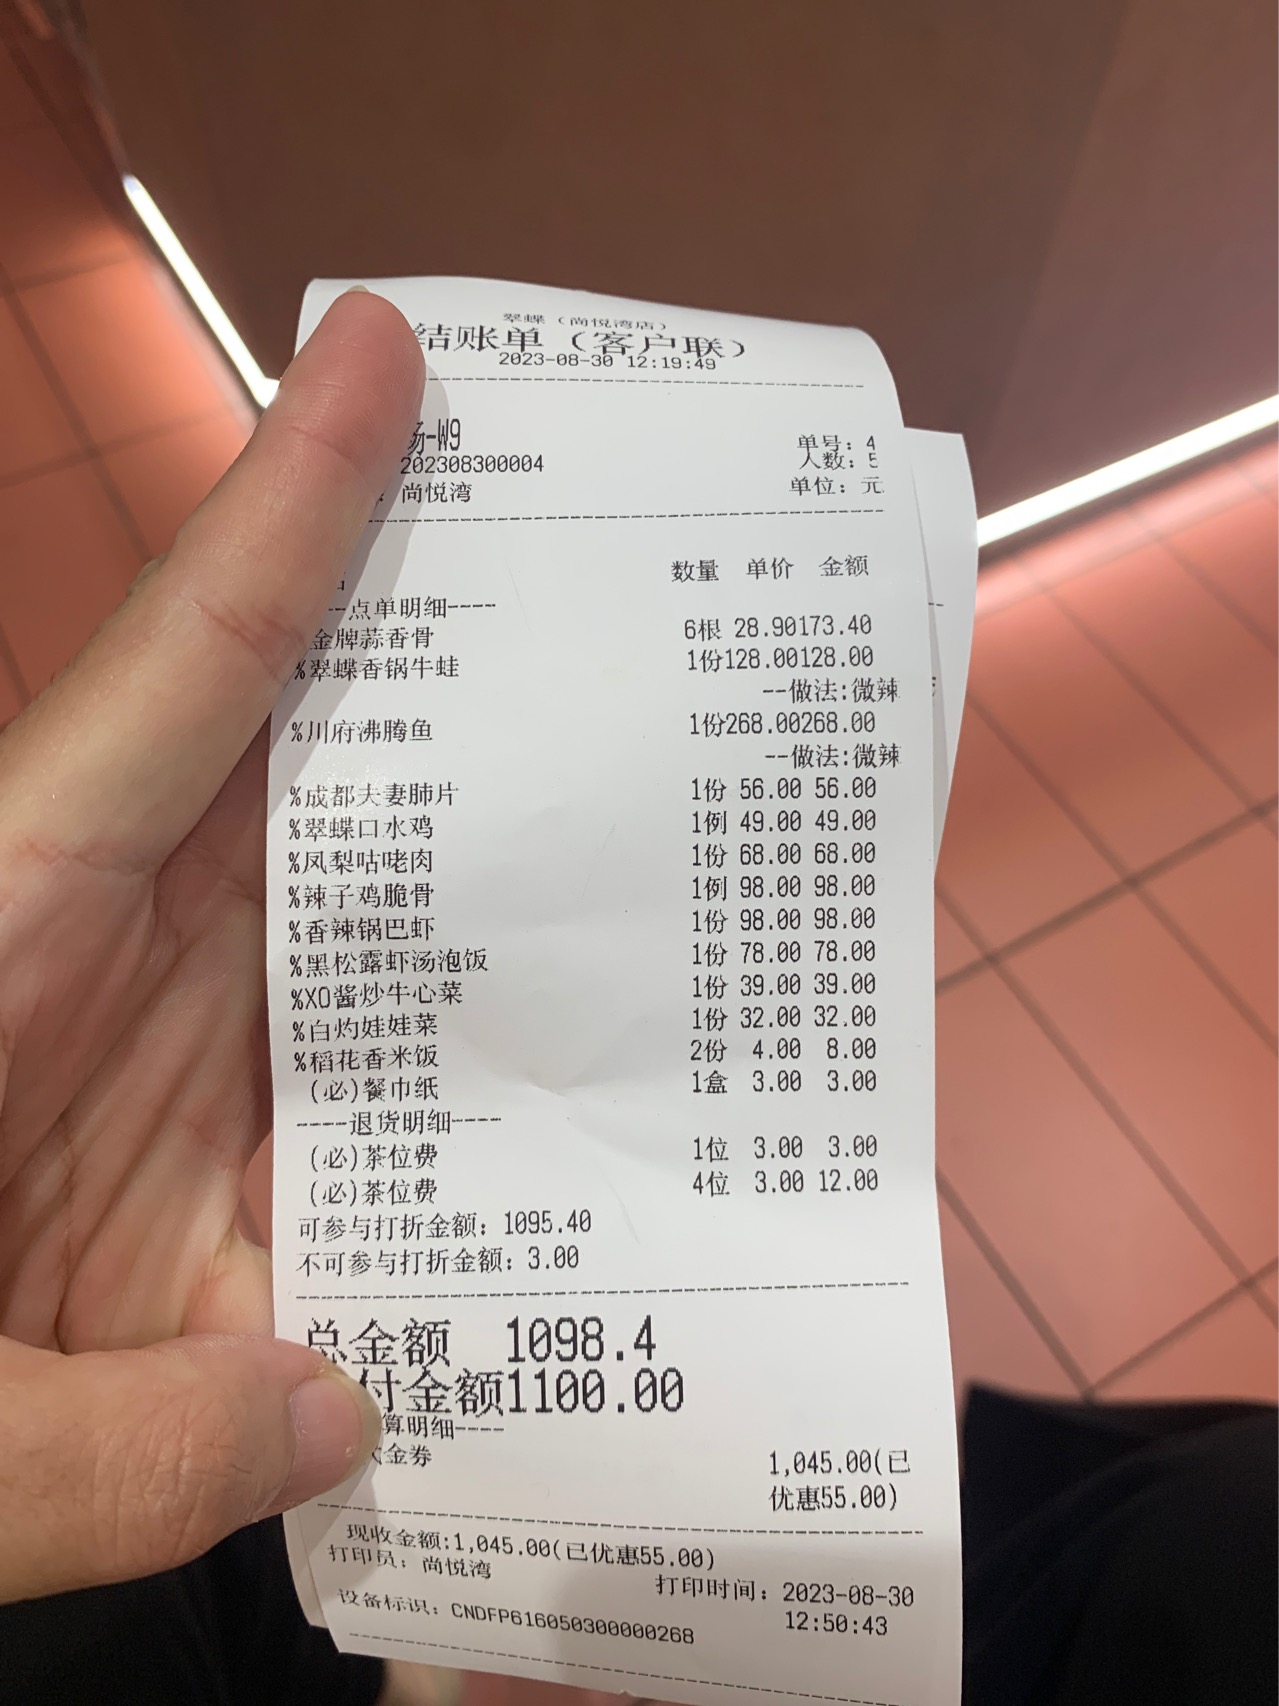 翠蝶（尚悦湾店）
结账单（客户联）
2023-08-30 12:19:49
场-W9
单号：4
202308300004
人数：5
：尚悦湾
单位：元
数量 单价 金额
--点单明细----
金牌蒜香骨 6根 28.90173.40
%翠蝶香锅牛蛙 1份128.00128.00
--做法:微辣
%川府沸腾鱼 1份268.00268.00
--做法:微辣
%成都夫妻肺片 1份 56.00 56.00
%翠蝶口水鸡 1例 49.00 49.00
%凤梨咕咾肉 1份 68.00 68.00
%辣子鸡脆骨 1例 98.00 98.00
%香辣锅巴虾 1份 98.00 98.00
%黑松露虾汤泡饭 1份 78.00 78.00
%XO酱炒牛心菜 1份 39.00 39.00
%白灼娃娃菜 1份 32.00 32.00
%稻花香米饭 2份 4.00 8.00
(必)餐巾纸 1盒 3.00 3.00
----退货明细----
(必)茶位费 1位 3.00 3.00
(必)茶位费 4位 3.00 12.00
可参与打折金额：1095.40
不可参与打折金额：3.00
总金额 1098.4
付金额1100.00
算明细----
金券 1,045.00(已
优惠55.00)
现收金额:1,045.00(已优惠55.00)
打印员：尚悦湾
打印时间：2023-08-30
12:50:43
设备标识：CNDFP616050300000268